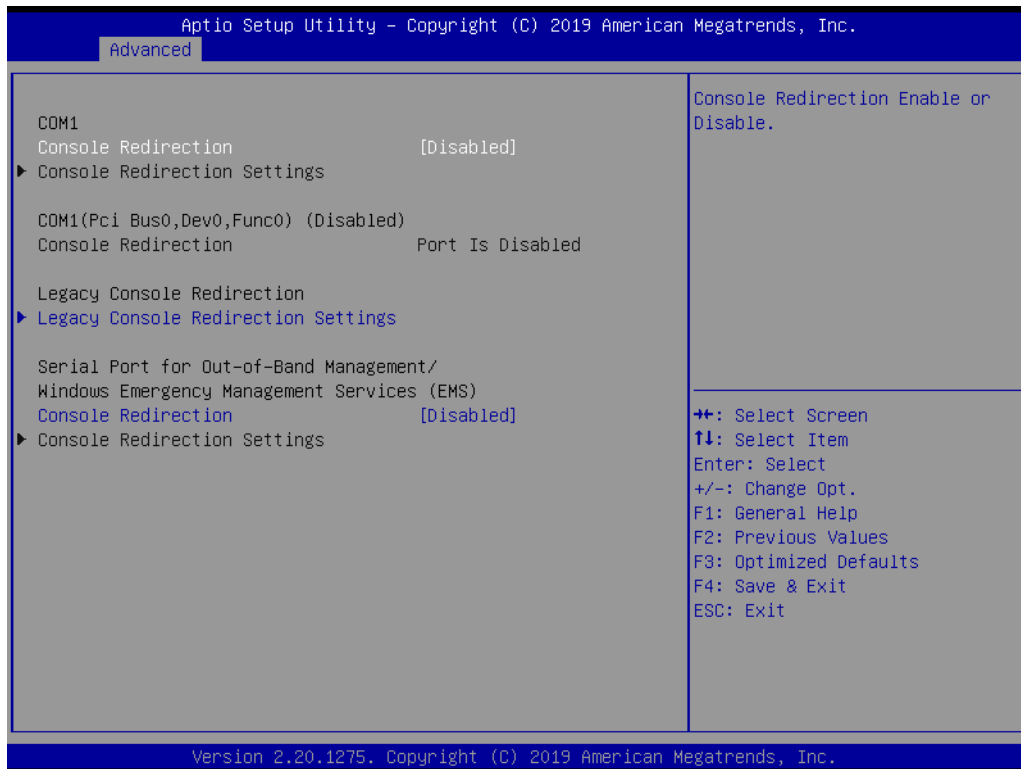 Aptio Setup Utility – Copyright (C) 2019 American Megatrends, Inc.
Advanced
COM1
Console Redirection [Disabled]
Console Redirection Settings
COM1(Pci Bus0,Dev0,Func0) (Disabled)
Console Redirection Port Is Disabled
Legacy Console Redirection
Legacy Console Redirection Settings
Serial Port for Out-of-Band Management/
Windows Emergency Management Services (EMS)
Console Redirection [Disabled]
Console Redirection Settings
Console Redirection Enable or
Disable.
→←: Select Screen
↑↓: Select Item
Enter: Select
+/-: Change Opt.
F1: General Help
F2: Previous Values
F3: Optimized Defaults
F4: Save & Exit
ESC: Exit
Version 2.20.1275. Copyright (C) 2019 American Megatrends, Inc.